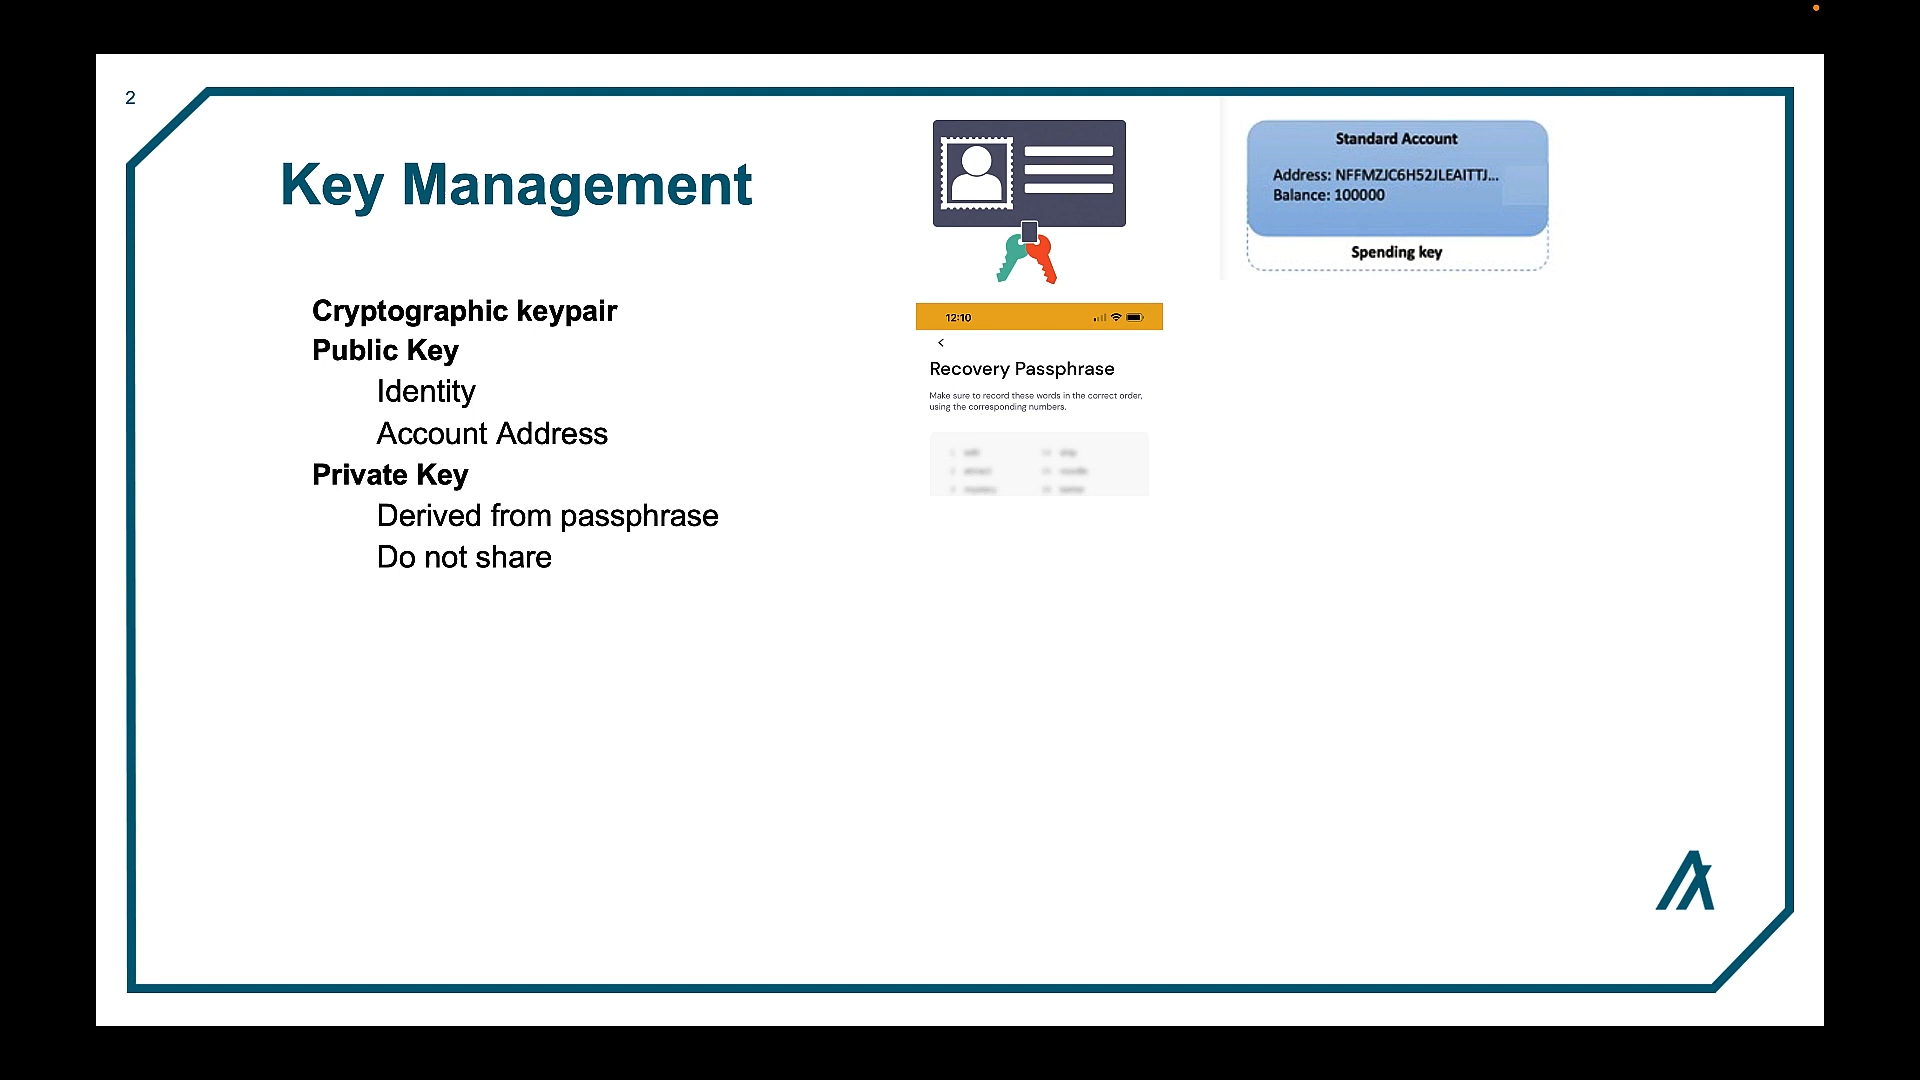 2
Key Management
Cryptographic keypair
Public Key
Identity
Account Address
Private Key
Derived from passphrase
Do not share
Standard Account
Address: NFFMZJC6H52JLEAITTJ...
Balance: 100000
Spending key
12:10
<
Recovery Passphrase
Make sure to record these words in the correct order,
using the corresponding numbers.